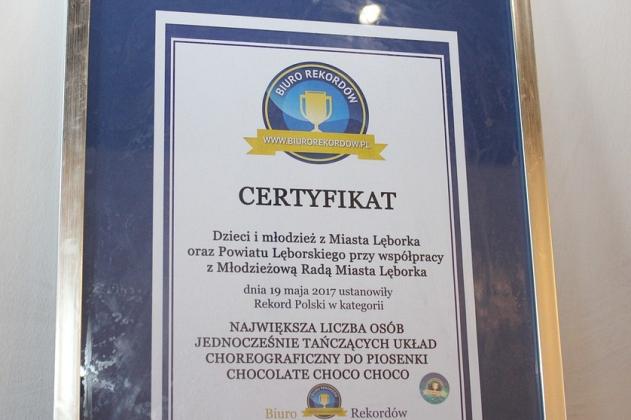 BIURO REKORDÓW
WWW.BIUROREKORDOW.PL
CERTYFIKAT
Dzieci i młodzież z Miasta Lęborka
oraz Powiatu Lęborskiego przy współpracy
z Młodzieżową Radą Miasta Lęborka
dnia 19 maja 2017 ustanowiły
Rekord Polski w kategorii
NAJWIĘKSZA LICZBA OSÓB
JEDNOCZEŚNIE TAŃCZĄCYCH UKŁAD
CHOREOGRAFICZNY DO PIOSENKI
CHOCOLATE CHOCO CHOCO
Biuro Rekordów